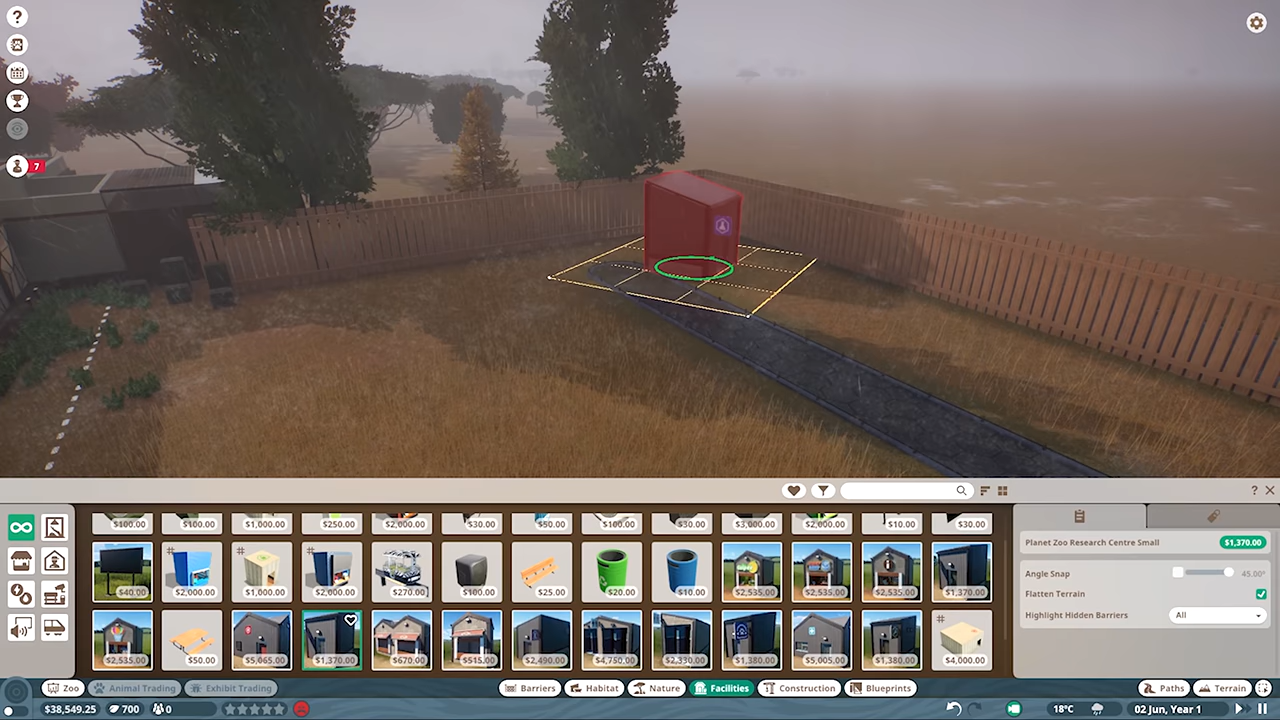 ?
7
?
$100.00 $100.00 $1,000.00 $250.00 $2,000.00 $30.00 $50.00 $100.00 $30.00 $3,000.00 $2,000.00 $10.00 $30.00
$40.00 $2,000.00 $1,000.00 $2,000.00 $270.00 $100.00 $25.00 $20.00 $10.00 $2,535.00 $2,535.00 $2,535.00 $1,370.00
$2,535.00 $50.00 $5,065.00 $1,370.00 $670.00 $515.00 $2,490.00 $4,750.00 $2,330.00 $1,380.00 $5,005.00 $1,380.00 $4,000.00
Planet Zoo Research Centre Small $1,370.00
Angle Snap 45.00°
Flatten Terrain
Highlight Hidden Barriers All
Zoo Animal Trading Exhibit Trading Barriers Habitat Nature Facilities Construction Blueprints Paths Terrain
$38,549.25 700 0 18°C 02 Jun, Year 1